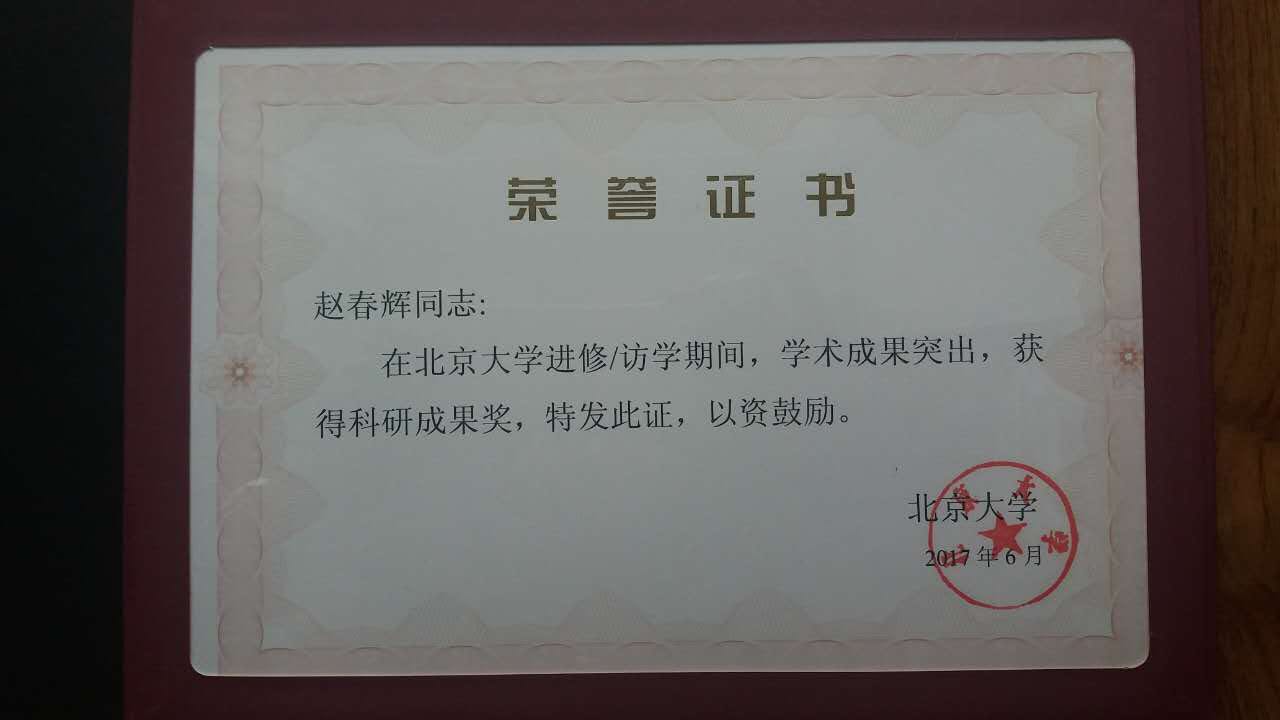 荣誉证书
赵春辉同志:
在北京大学进修/访学期间，学术成果突出，获
得科研成果奖，特发此证，以资鼓励。
北京大学
2017年6月